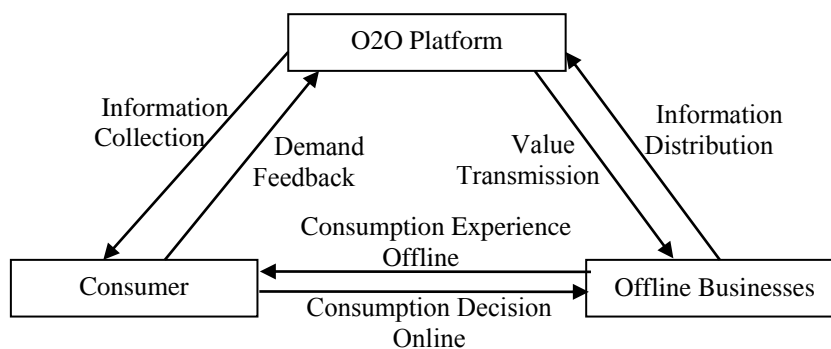 O2O Platform
Information
Collection
Demand
Feedback
Value
Transmission
Information
Distribution
Consumption Experience
Offline
Consumer
Offline Businesses
Consumption Decision
Online